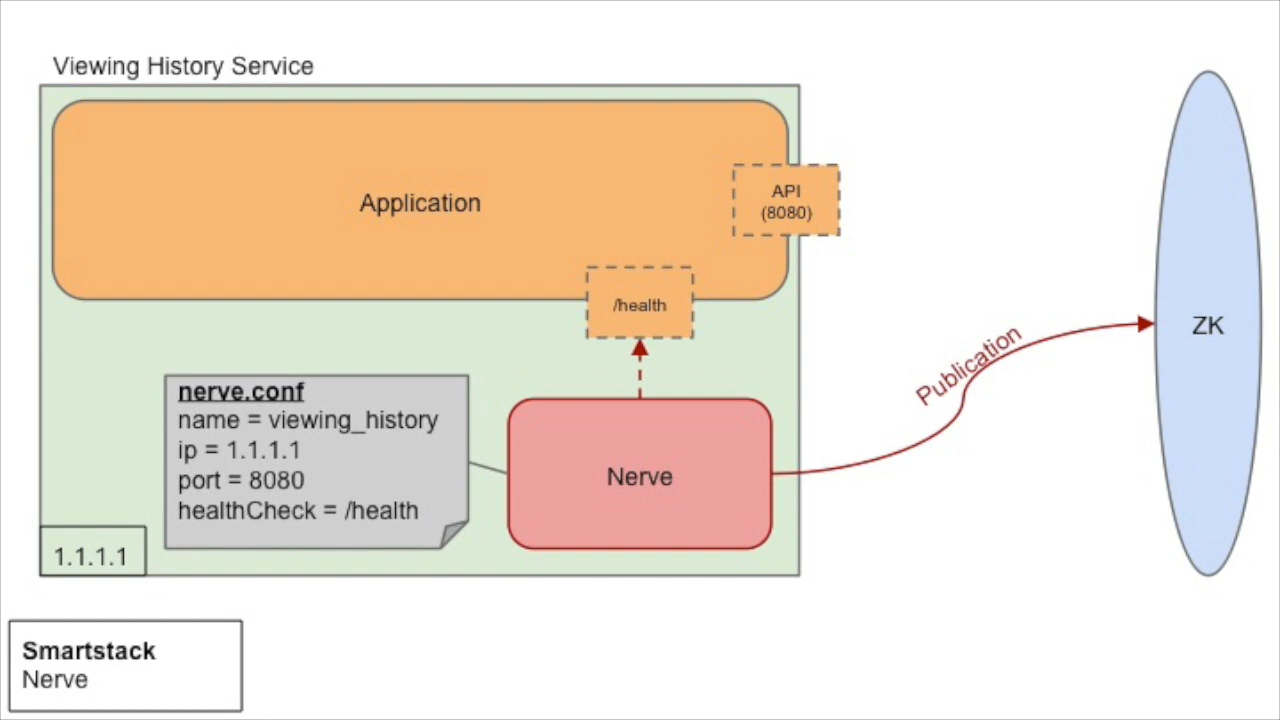 Viewing History Service
Application
API
(8080)
/health
nerve.conf
name = viewing_history
ip = 1.1.1.1
port = 8080
healthCheck = /health
Nerve
Publication
ZK
1.1.1.1
Smartstack
Nerve